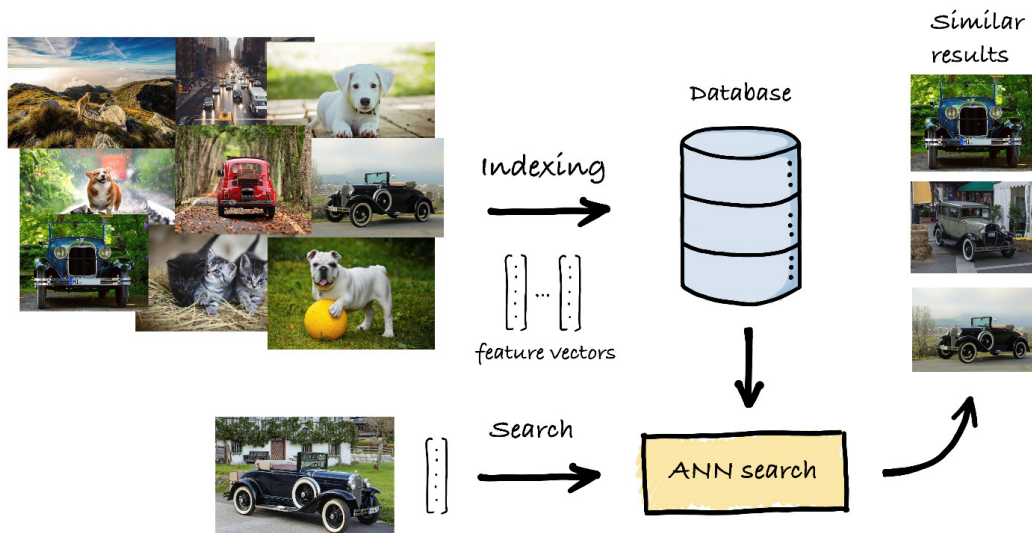 Similar
results
Database
Indexing
...
feature vectors
Search
ANN search